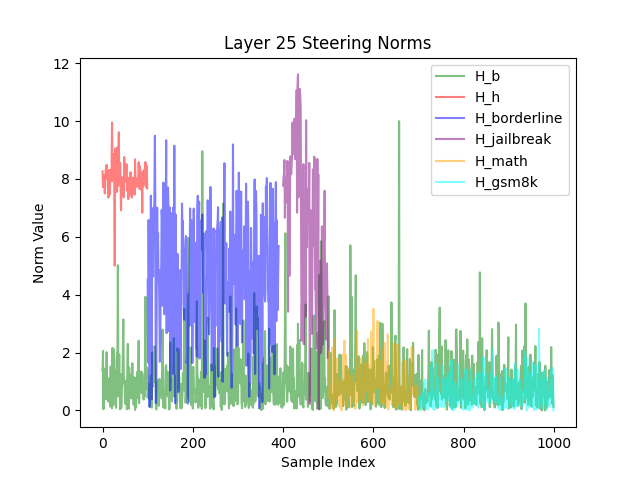 Layer 25 Steering Norms
12
10
8
6
4
2
0
Norm Value
H_b
H_h
H_borderline
H_jailbreak
H_math
H_gsm8k
0 200 400 600 800 1000
Sample Index